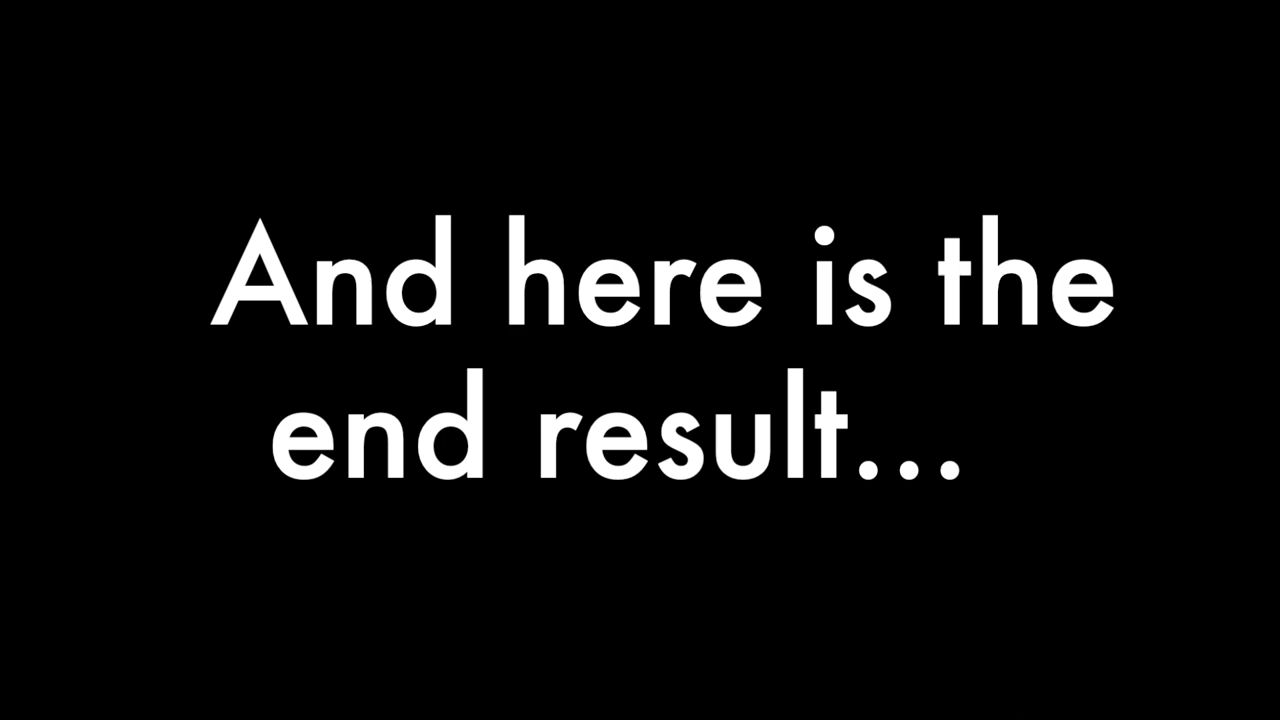 And here is the
end result...